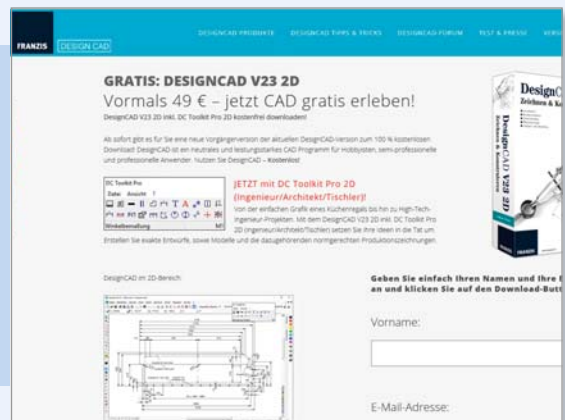 FRANZIS DESIGN CAD
DESIGNCAD PRODUKTE DESIGNCAD TIPPS & TRICKS DESIGNCAD-FORUM TEST & PRESSE
GRATIS: DESIGNCAD V23 2D
Vormals 49 € – jetzt CAD gratis erleben!
DesignCAD V23 2D inkl. DC Toolkit Pro 2D kostenfrei downloaden!
Ab sofort gibt es für Sie eine neue Vorgängerversion der aktuellen DesignCAD-Version zum 100 % kostenlosen
Download! DesignCAD ist ein neutrales und leistungsstarkes CAD Programm für Hobbyisten, semi-professionelle
und professionelle Anwender. Nutzen Sie DesignCAD – Kostenlos!
DC Toolkit Pro
Datei Ansicht ?
Winkelbemaßung M1
JETZT mit DC Toolkit Pro 2D
(Ingenieur/Architekt/Tischler)!
Von der einfachen Grafik eines Küchenregals bis hin zu High-Tech-
Ingenieur-Projekten. Mit dem DesignCAD V23 2D inkl. DC Toolkit Pro
2D (Ingenieur/Architekt/Tischler) setzen Sie Ihre Ideen in die Tat um.
Erstellen Sie exakte Entwürfe, sowie Modelle und die dazugehörenden normgerechten Produktionszeichnungen.
DesignC
Zeichnen & Ko
DesignCAD V23 2D
Zeichnen & Konstruieren
FRANZIS
DesignCAD im 2D-Bereich:
Geben Sie einfach Ihren Namen und Ihre
an und klicken Sie auf den Download-Butt
Vorname:
E-Mail-Adresse: